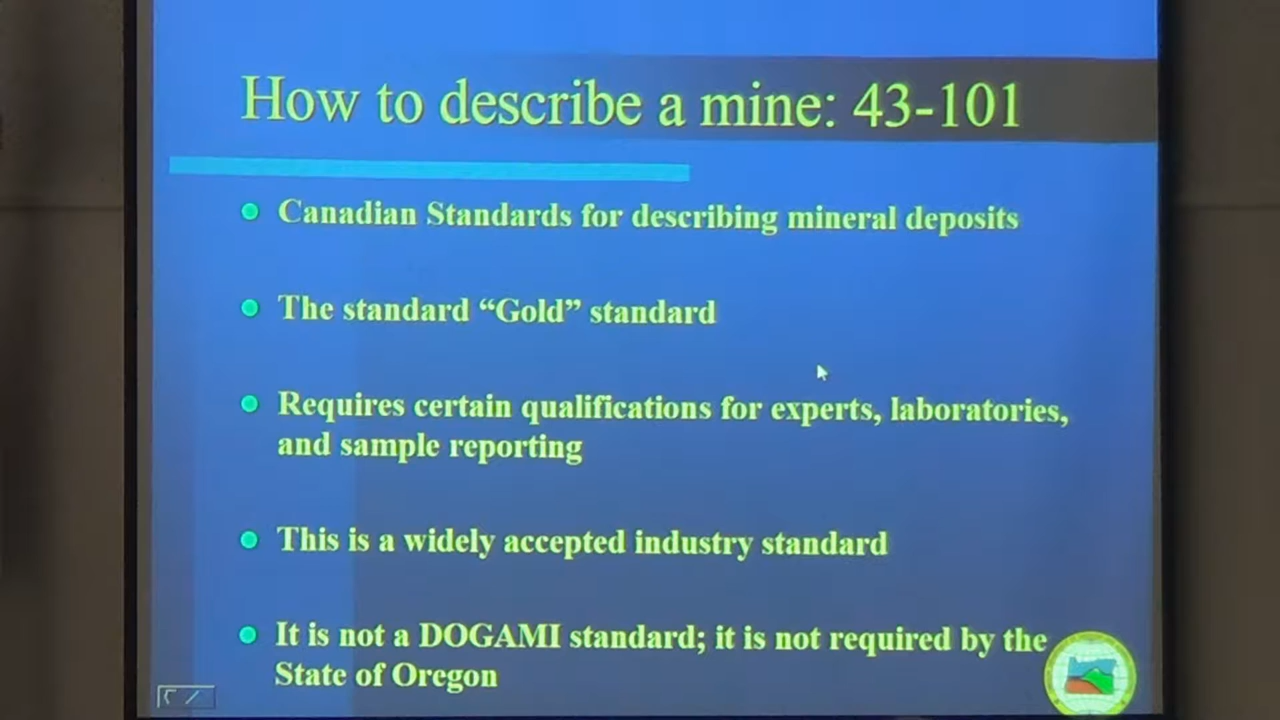 How to describe a mine: 43-101
Canadian Standards for describing mineral deposits
The standard “Gold” standard
Requires certain qualifications for experts, laboratories,
and sample reporting
This is a widely accepted industry standard
It is not a DOGAMI standard; it is not required by the
State of Oregon